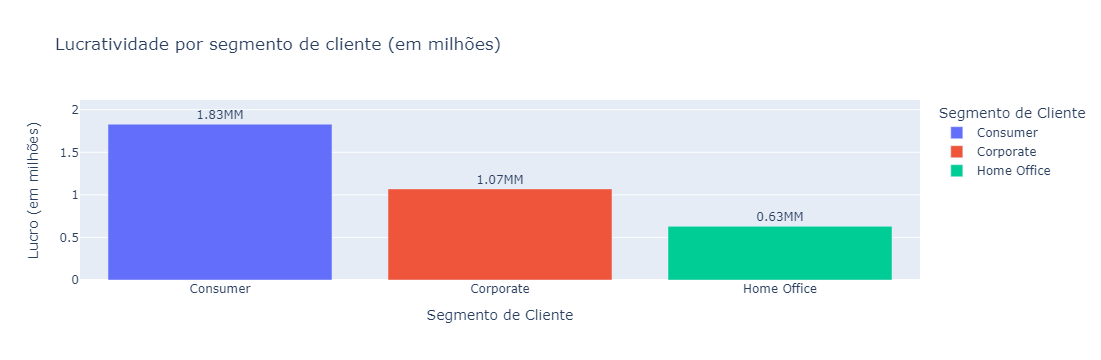 Lucratividade por segmento de cliente (em milhões)
Lucro (em milhões)
2
1.5
1
0.5
0
1.83MM
1.07MM
0.63MM
Consumer
Corporate
Home Office
Segmento de Cliente
Segmento de Cliente
Consumer
Corporate
Home Office